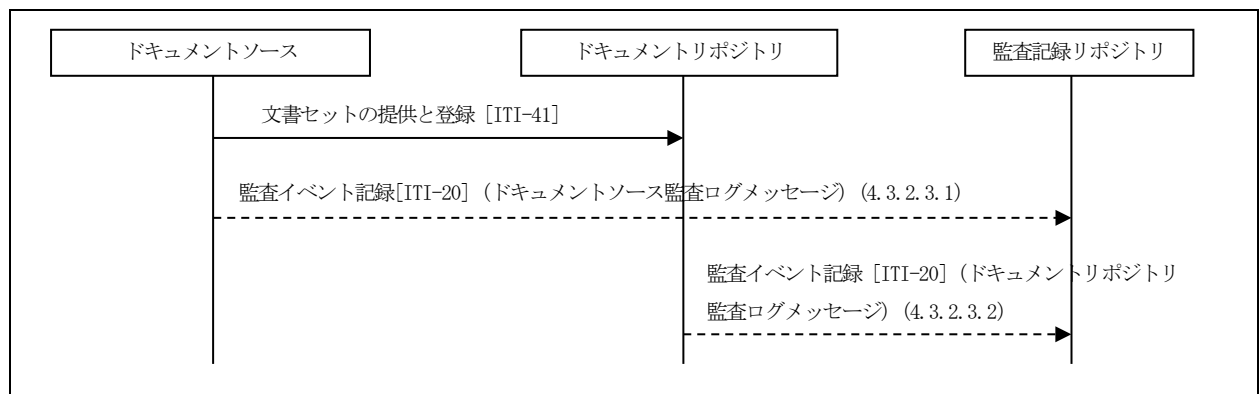 ドキュメントソース
ドキュメントリポジトリ
監査記録リポジトリ
文書セットの提供と登録 [ITI-41]
監査イベント記録[ITI-20] (ドキュメントソース監査ログメッセージ) (4.3.2.3.1)
監査イベント記録 [ITI-20] (ドキュメントリポジトリ
監査ログメッセージ) (4.3.2.3.2)